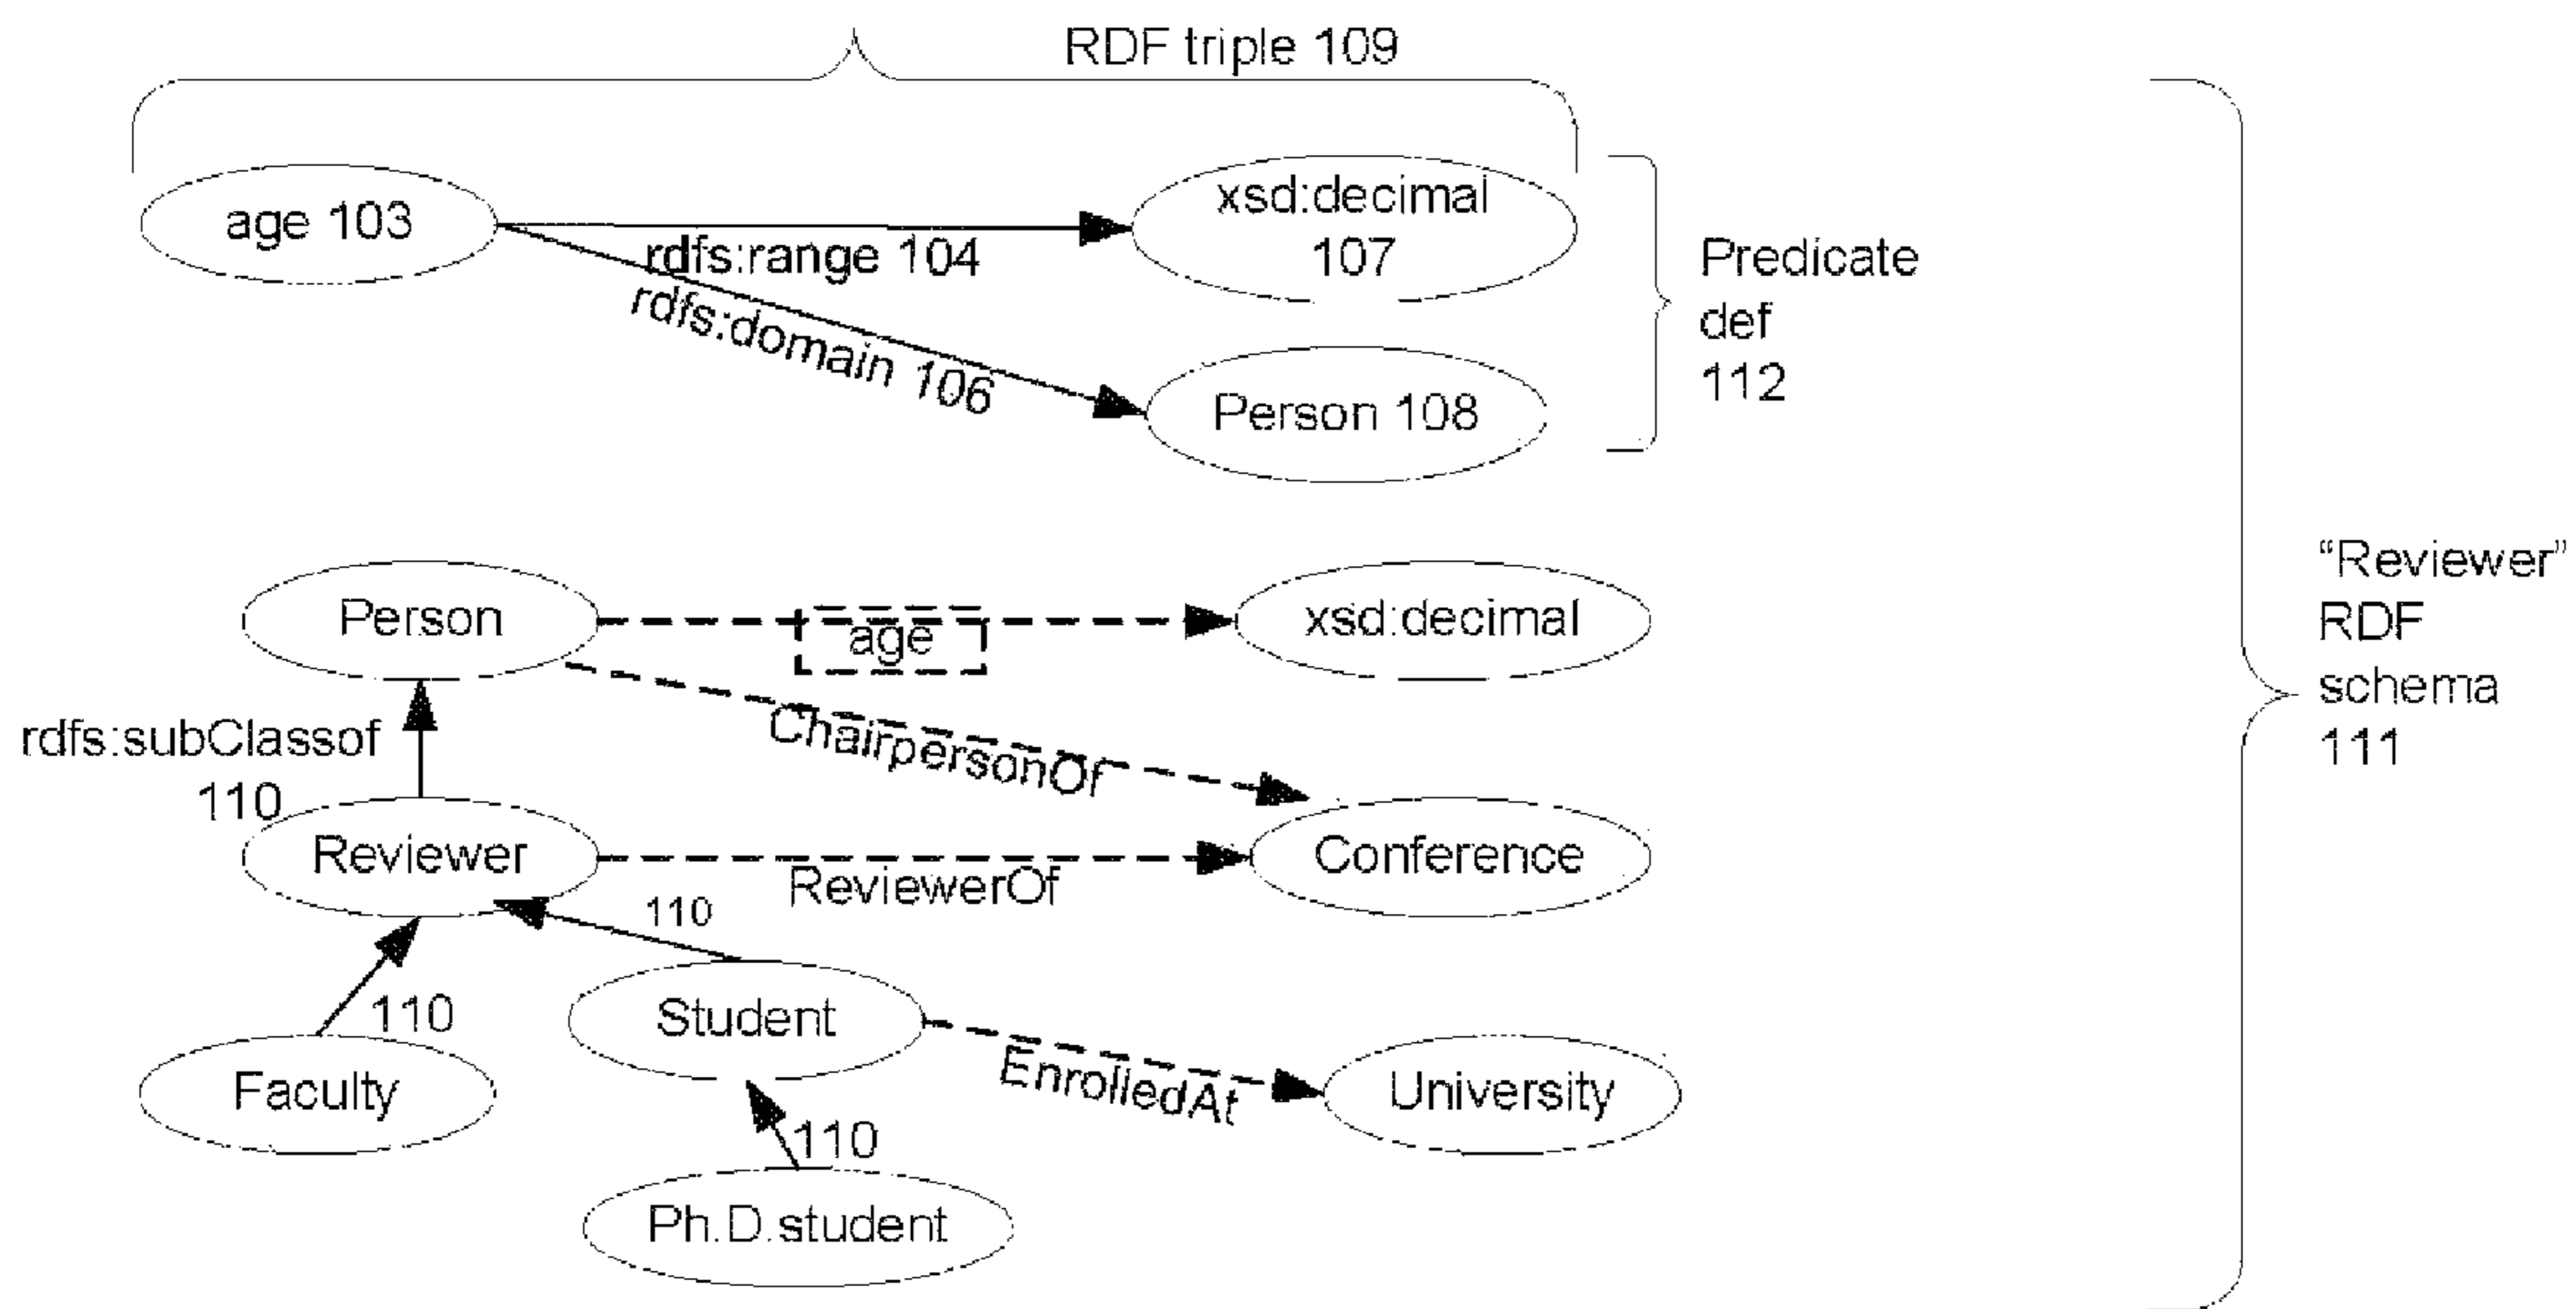 RDF triple 109
age 103
rdfs:range 104
rdfs:domain 106
xsd:decimal
107
Person 108
Predicate
def
112
Person
age
xsd:decimal
ChairpersonOf
rdfs:subClassof
110
Reviewer
ReviewerOf
Conference
110
110
Student
EnrolledAt
Faculty
University
110
Ph.D.student
“Reviewer”
RDF
schema
111